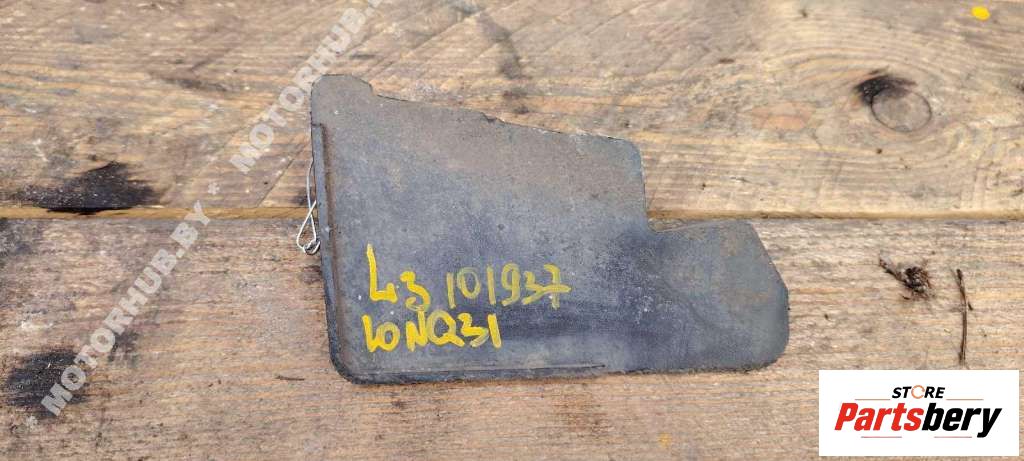 MOTORHUB.BY * MOTORHUB.BY *
L3 101937
10NQ31
STORE
Partsbery